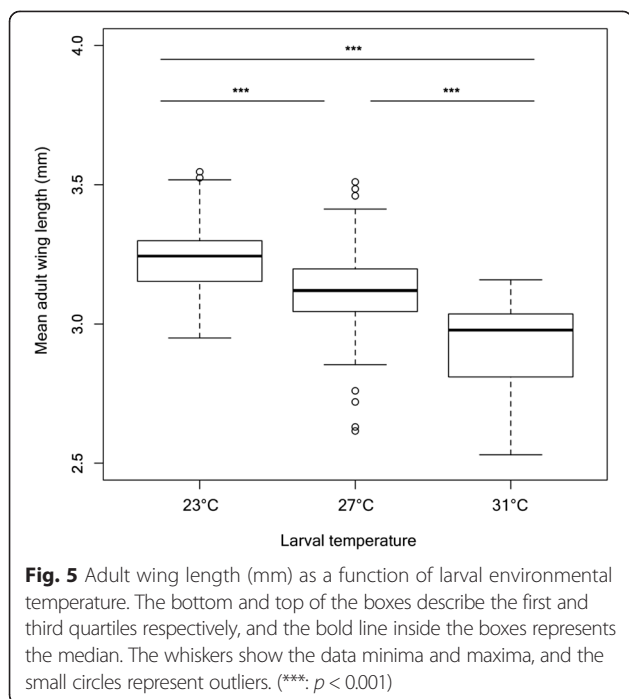 4.0
3.5
3.0
2.5
Mean adult wing length (mm)
***
***
***
23°C
27°C
31°C
Larval temperature
Fig. 5 Adult wing length (mm) as a function of larval environmental
temperature. The bottom and top of the boxes describe the first and
third quartiles respectively, and the bold line inside the boxes represents
the median. The whiskers show the data minima and maxima, and the
small circles represent outliers. (***: p < 0.001)